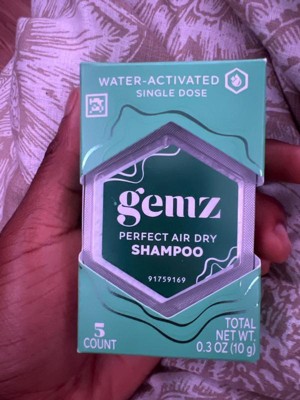 WATER-ACTIVATED
SINGLE DOSE
gemz
PERFECT AIR DRY
SHAMPOO
91759169
5
COUNT
TOTAL
NET WT.
0.3 OZ (10 g)